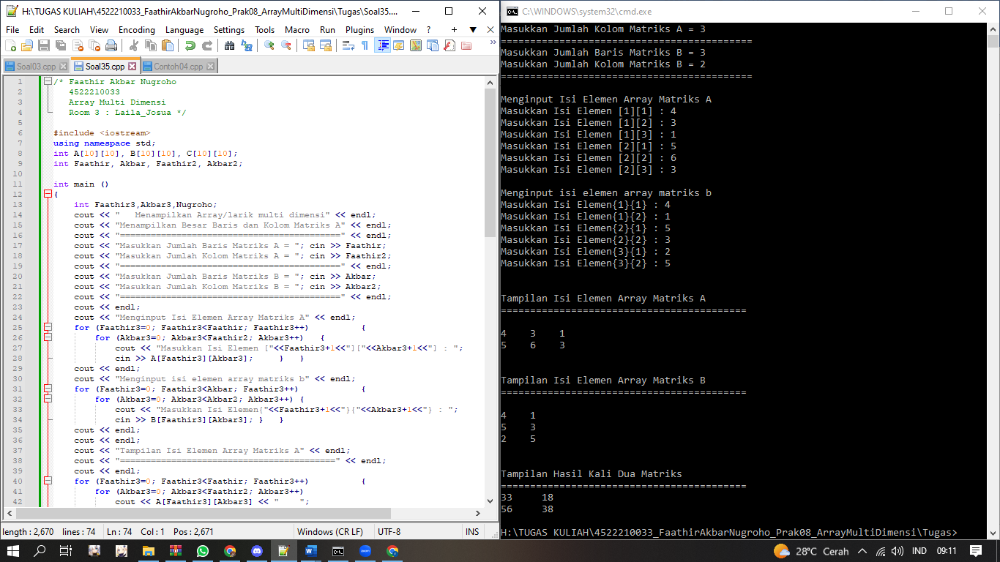 H:\TUGAS KULIAH\4522210033_FaathirAkbarNugroho_Prak08_ArrayMultiDimensi\Tugas\Soal35....
File Edit Search View Encoding Language Settings Tools Macro Run Plugins Window ? + ▼ X
Soal03.cpp
Soal35.cpp
Contoh04.cpp
1 /* Faathir Akbar Nugroho
2 4522210033
3 Array Multi Dimensi
4 Room 3 : Laila_Josua */
5
6 #include <iostream>
7 using namespace std;
8 int A[10][10], B[10][10], C[10][10];
9 int Faathir, Akbar, Faathir2, Akbar2;
10
11 int main ()
12 {
13 int Faathir3,Akbar3,Nugroho;
14 cout << "   Menampilkan Array/larik multi dimensi" << endl;
15 cout << "Menampilkan Besar Baris dan Kolom Matriks A" << endl;
16 cout << "===========================================" << endl;
17 cout << "Masukkan Jumlah Baris Matriks A = "; cin >> Faathir;
18 cout << "Masukkan Jumlah Kolom Matriks A = "; cin >> Faathir2;
19 cout << "===========================================" << endl;
20 cout << "Masukkan Jumlah Baris Matriks B = "; cin >> Akbar;
21 cout << "Masukkan Jumlah Kolom Matriks B = "; cin >> Akbar2;
22 cout << "===========================================" << endl;
23 cout << endl;
24 cout << "Menginput Isi Elemen Array Matriks A" << endl;
25 for (Faathir3=0; Faathir3<Faathir; Faathir3++) {
26 for (Akbar3=0; Akbar3<Faathir2; Akbar3++) {
27 cout << "Masukkan Isi Elemen ["<<Faathir3+1<<"]["<<Akbar3+1<<"] : ";
28 cin >> A[Faathir3][Akbar3]; } }
29 cout << endl;
30 cout << "Menginput isi elemen array matriks b" << endl;
31 for (Faathir3=0; Faathir3<Akbar; Faathir3++) {
32 for (Akbar3=0; Akbar3<Akbar2; Akbar3++) {
33 cout << "Masukkan Isi Elemen{"<<Faathir3+1<<"}{"<<Akbar3+1<<"} : ";
34 cin >> B[Faathir3][Akbar3]; } }
35 cout << endl;
36 cout << endl;
37 cout << "Tampilan Isi Elemen Array Matriks A" << endl;
38 cout << "==========================================" << endl;
39 cout << endl;
40 for (Faathir3=0; Faathir3<Faathir; Faathir3++) {
41 for (Akbar3=0; Akbar3<Faathir2; Akbar3++)
42 cout << A[Faathir3][Akbar3] << "    ";
length : 2,670 lines : 74 Ln : 74 Col : 1 Pos : 2,671 Windows (CR LF) UTF-8 INS
C:\WINDOWS\system32\cmd.exe
Masukkan Jumlah Kolom Matriks A = 3
===========================================
Masukkan Jumlah Baris Matriks B = 3
Masukkan Jumlah Kolom Matriks B = 2
===========================================
Menginput Isi Elemen Array Matriks A
Masukkan Isi Elemen [1][1] : 4
Masukkan Isi Elemen [1][2] : 3
Masukkan Isi Elemen [1][3] : 1
Masukkan Isi Elemen [2][1] : 5
Masukkan Isi Elemen [2][2] : 6
Masukkan Isi Elemen [2][3] : 3
Menginput isi elemen array matriks b
Masukkan Isi Elemen{1}{1} : 4
Masukkan Isi Elemen{1}{2} : 1
Masukkan Isi Elemen{2}{1} : 5
Masukkan Isi Elemen{2}{2} : 3
Masukkan Isi Elemen{3}{1} : 2
Masukkan Isi Elemen{3}{2} : 5
Tampilan Isi Elemen Array Matriks A
==========================================
4    3    1
5    6    3
Tampilan Isi Elemen Array Matriks B
==========================================
4    1
5    3
2    5
Tampilan Hasil Kali Dua Matriks
==========================================
33     18
56     38
H:\TUGAS KULIAH\4522210033_FaathirAkbarNugroho_Prak08_ArrayMultiDimensi\Tugas>
28°C Cerah IND 09:11